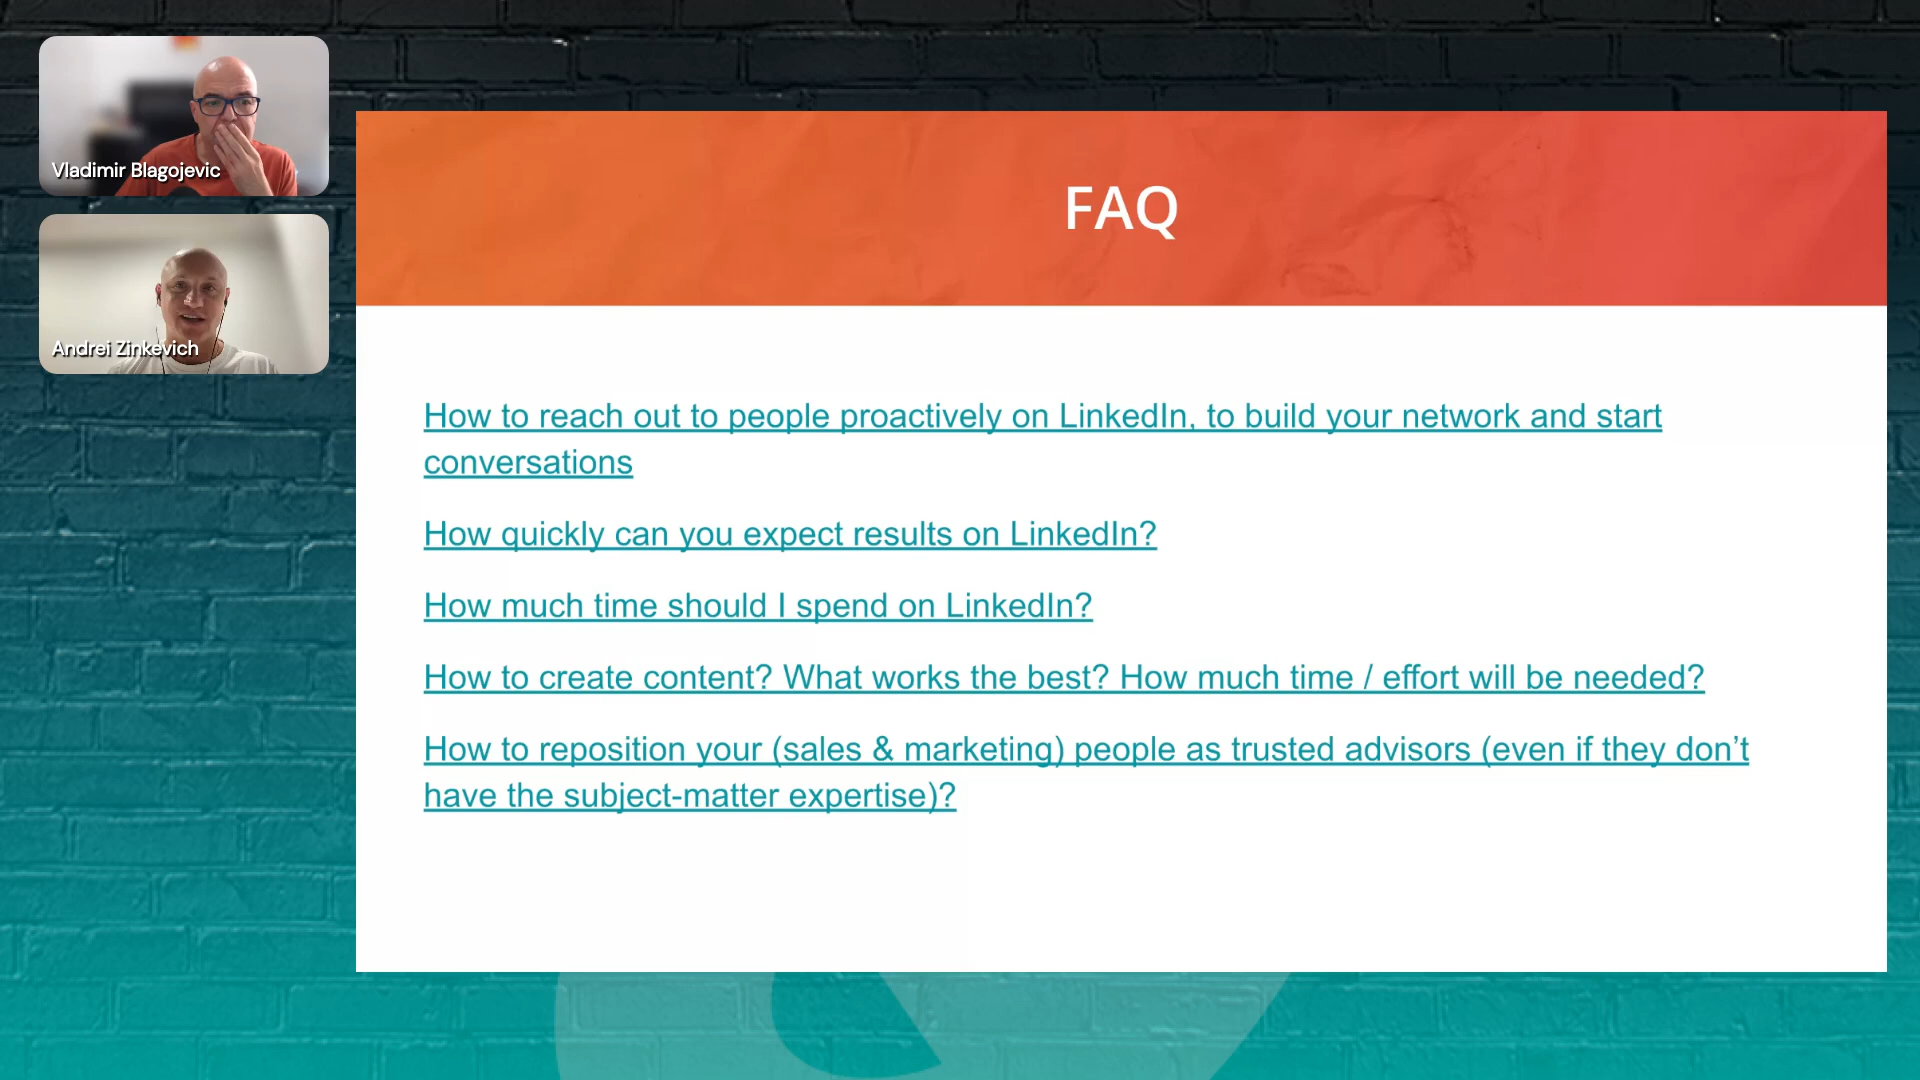 Vladimir Blagojevic
Andrei Zinkevich
FAQ
How to reach out to people proactively on LinkedIn, to build your network and start
conversations
How quickly can you expect results on LinkedIn?
How much time should I spend on LinkedIn?
How to create content? What works the best? How much time / effort will be needed?
How to reposition your (sales & marketing) people as trusted advisors (even if they don’t
have the subject-matter expertise)?